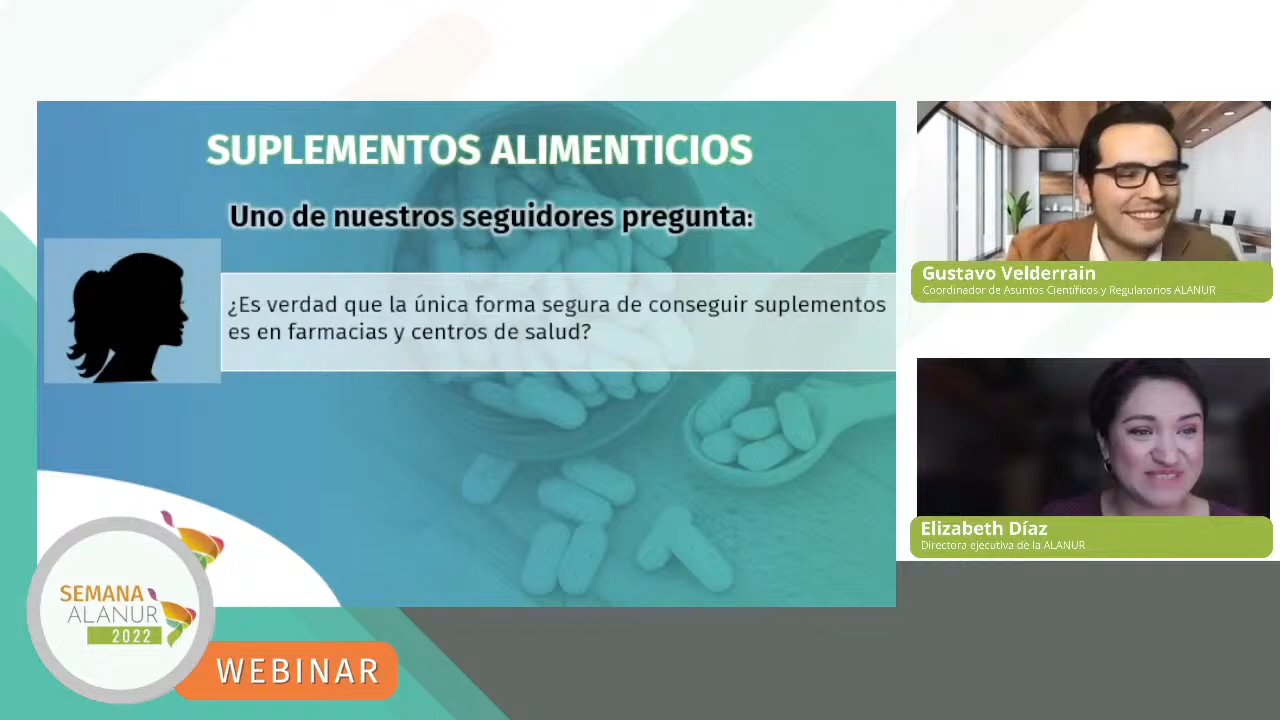 SUPLEMENTOS ALIMENTICIOS
Uno de nuestros seguidores pregunta:
¿Es verdad que la única forma segura de conseguir suplementos
es en farmacias y centros de salud?
Gustavo Velderrain
Coordinador de Asuntos Científicos y Regulatorios ALANUR
Elizabeth Díaz
Directora ejecutiva de la ALANUR
SEMANA
ALANUR
2022
WEBINAR